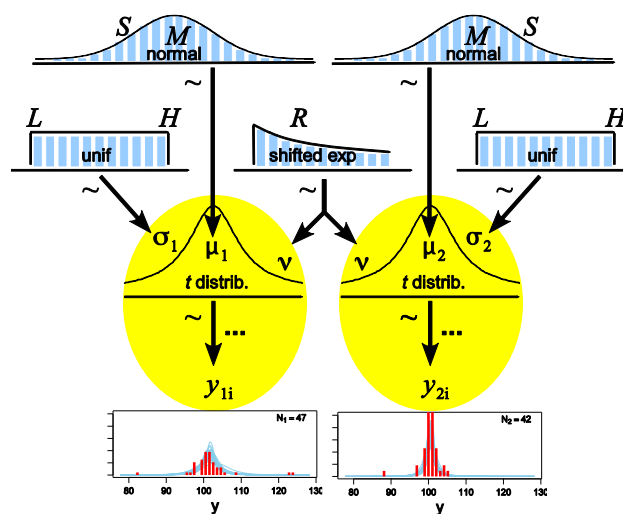 S M S
normal
M
normal
~ ~
L H R L H
unif shifted exp unif
~ ~ ~
σ1 μ1 ν ν μ2 σ2
t distrib. t distrib.
~ ... ~ ...
y1i y2i
N1 = 47 N2 = 42
80 90 100 110 120 130 80 90 100 110 120 130
y y